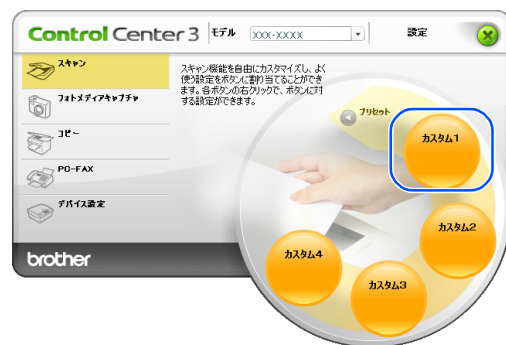 Control Center 3
モデル
XXX-XXXX
設定
スキャン
フォトメディアキャプチャ
コピー
PC-FAX
デバイス設定
スキャン機能を自由にカスタマイズし、よく
使う設定をボタンに割り当てることができ
ます。各ボタンの右クリックで、ボタンに対
する設定ができます。
プリセット
カスタム1
カスタム2
カスタム3
カスタム4
brother